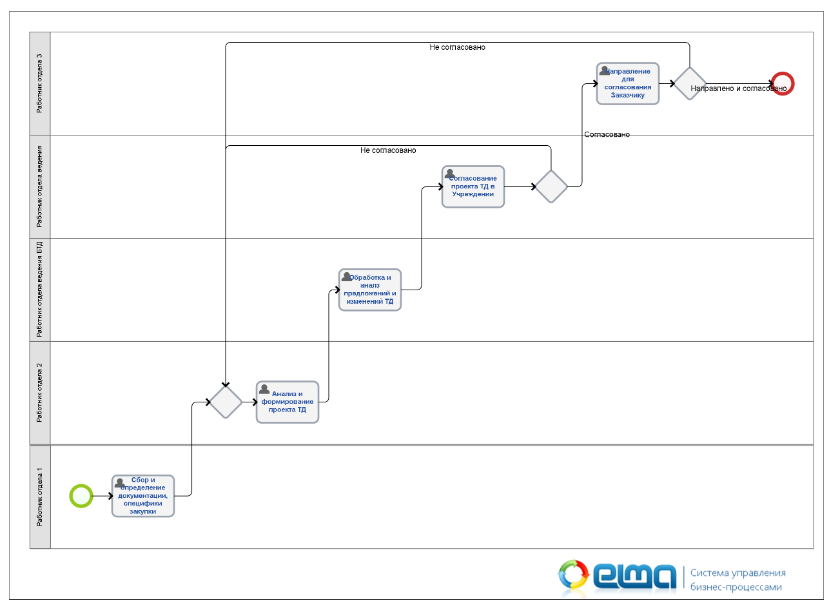 Не согласовано
Работник отдела 3
Направление
для
согласования
Заказчику
Направлено и согласовано
Согласовано
Работник отдела ведения
Не согласовано
Согласование
проекта ТД в
Учреждении
Работник отдела ведения БТД
Обработка и
анализ
предложений и
изменений ТД
Работник отдела 2
Анализ и
формирование
проекта ТД
Работник отдела 1
Сбор и
определение
документации,
специфики
закупки
elma
Система управления
бизнес-процессами